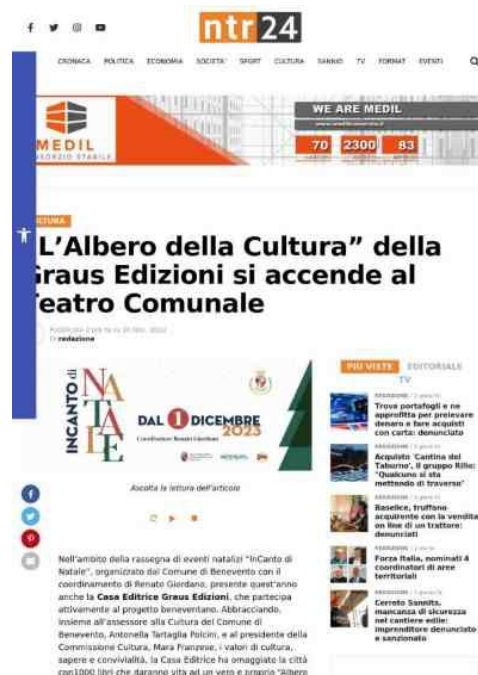 ntr24
CRONACA POLITICA ECONOMIA SOCIETA' SPORT CULTURA SANNIO TV FORMAT EVENTI
MEDIL
CONSORZIO STABILE
WE ARE MEDIL
70 2300 83
L'Albero della Cultura” della
Graus Edizioni si accende al
Teatro Comunale
Di redazione
INCANTO di
NATALE
DAL 1 DICEMBRE
2023
Coordinatore Renato Giordano
Ascolta la lettura dell'articolo
Nell'ambito della rassegna di eventi natalizi "InCanto di
Natale", organizzato dal Comune di Benevento con il
coordinamento di Renato Giordano, presente quest'anno
anche la Casa Editrice Graus Edizioni, che partecipa
attivamente al progetto beneventano. Abbracciando,
insieme all'assessore alla Cultura del Comune di
Benevento, Antonella Tartaglia Polcini, e al presidente della
Commissione Cultura, Mara Franzese, i valori di cultura,
sapere e convivialità, la Casa Editrice ha omaggiato la città
con1000 libri che daranno vita ad un vero e proprio "Albero
PIÙ VISTE EDITORIALE
TV
Trova portafogli e ne
approfitta per prelevare
denaro e fare acquisti
con carta: denunciato
Acquisto 'Cantina del
Taburno', il gruppo Rillo:
"Qualcuno si sta
mettendo di traverso"
Baselice, truffano
acquirente con la vendita
on line di un trattore:
denunciati
Forza Italia, nominati 4
coordinatori di aree
territoriali
Cerreto Sannita,
mancanza di sicurezza
nel cantiere edile:
imprenditore denunciato
e sanzionato